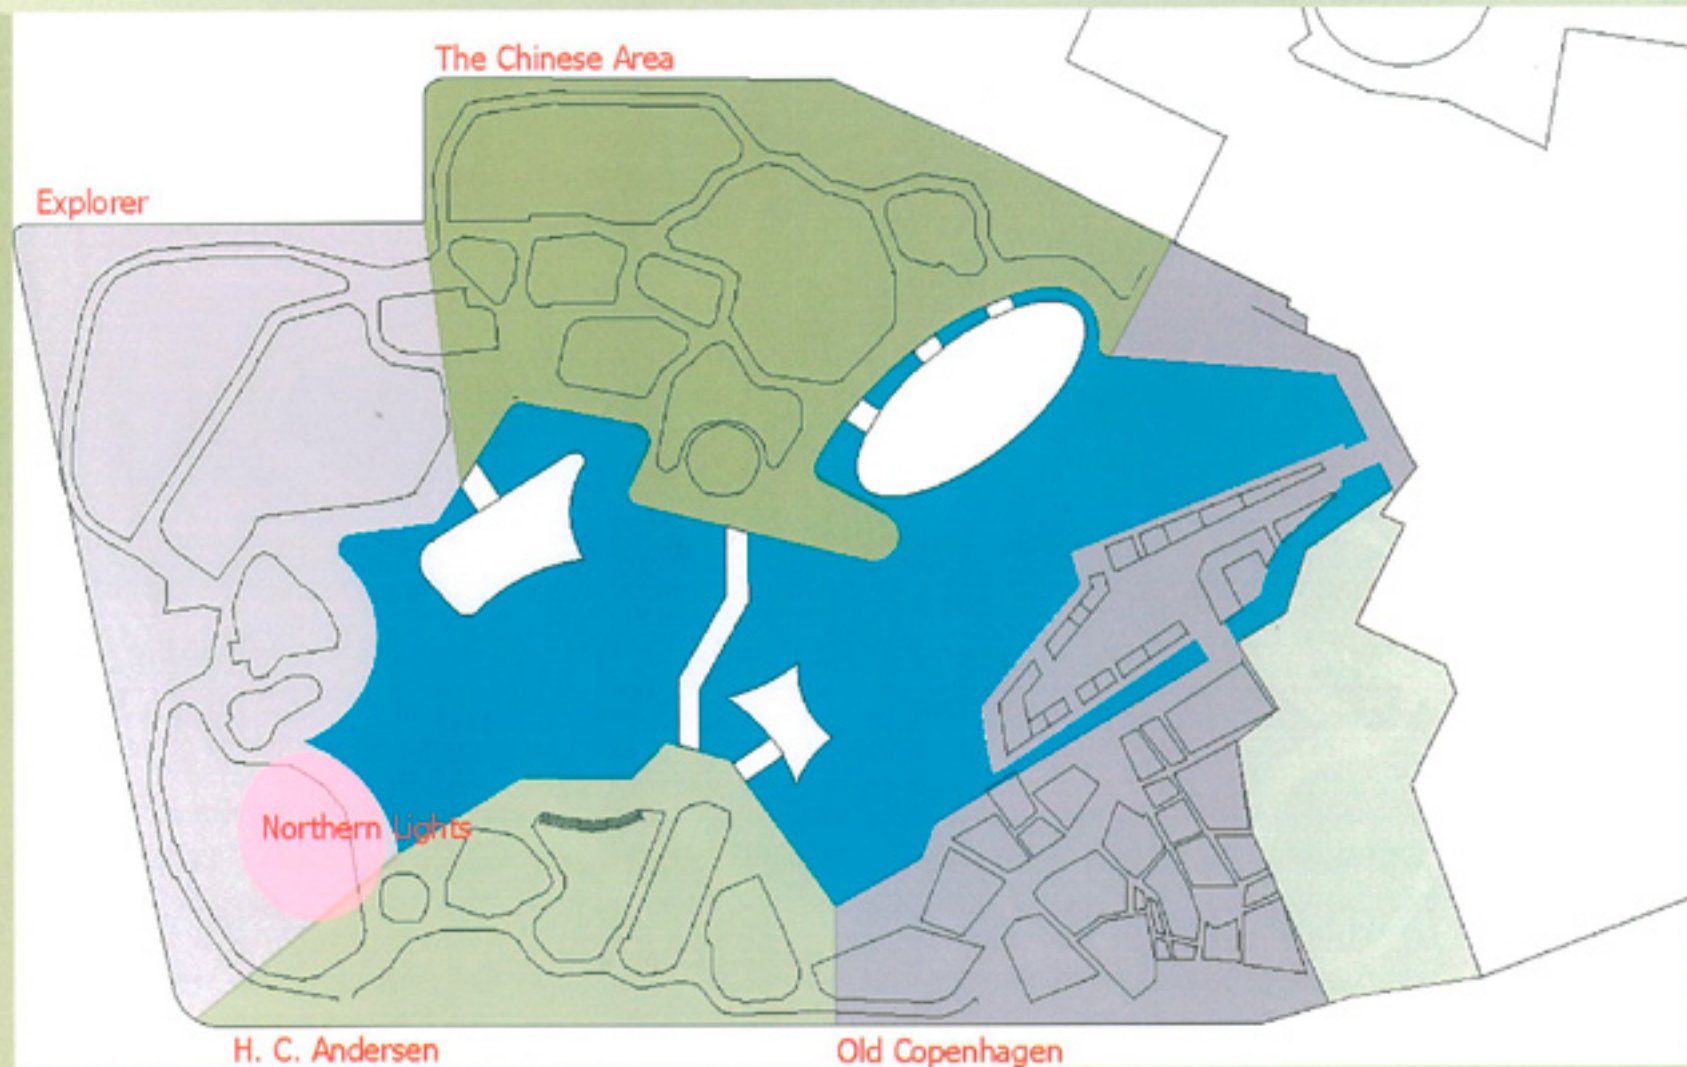 The Chinese Area
Explorer
Northern Lights
H. C. Andersen
Old Copenhagen